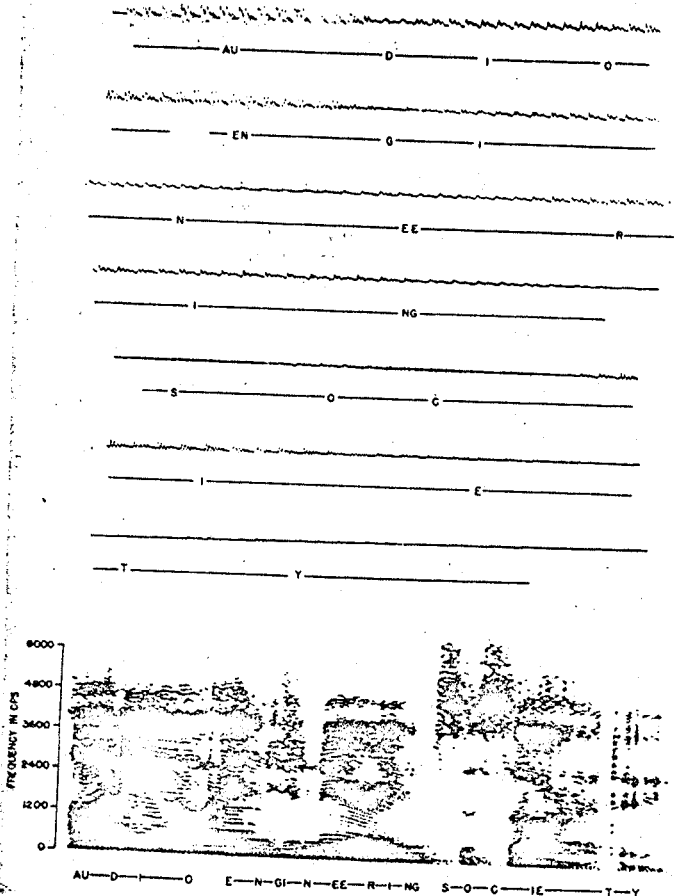 AU D I O
EN G I
N EE R
I NG
S O C
I E
T Y
6000
4800
3600
2400
1200
0
FREQUENCY IN CPS
AU—D—I—O E—N—GI—N—EE—R—I—NG S—O—C—IE—T—Y